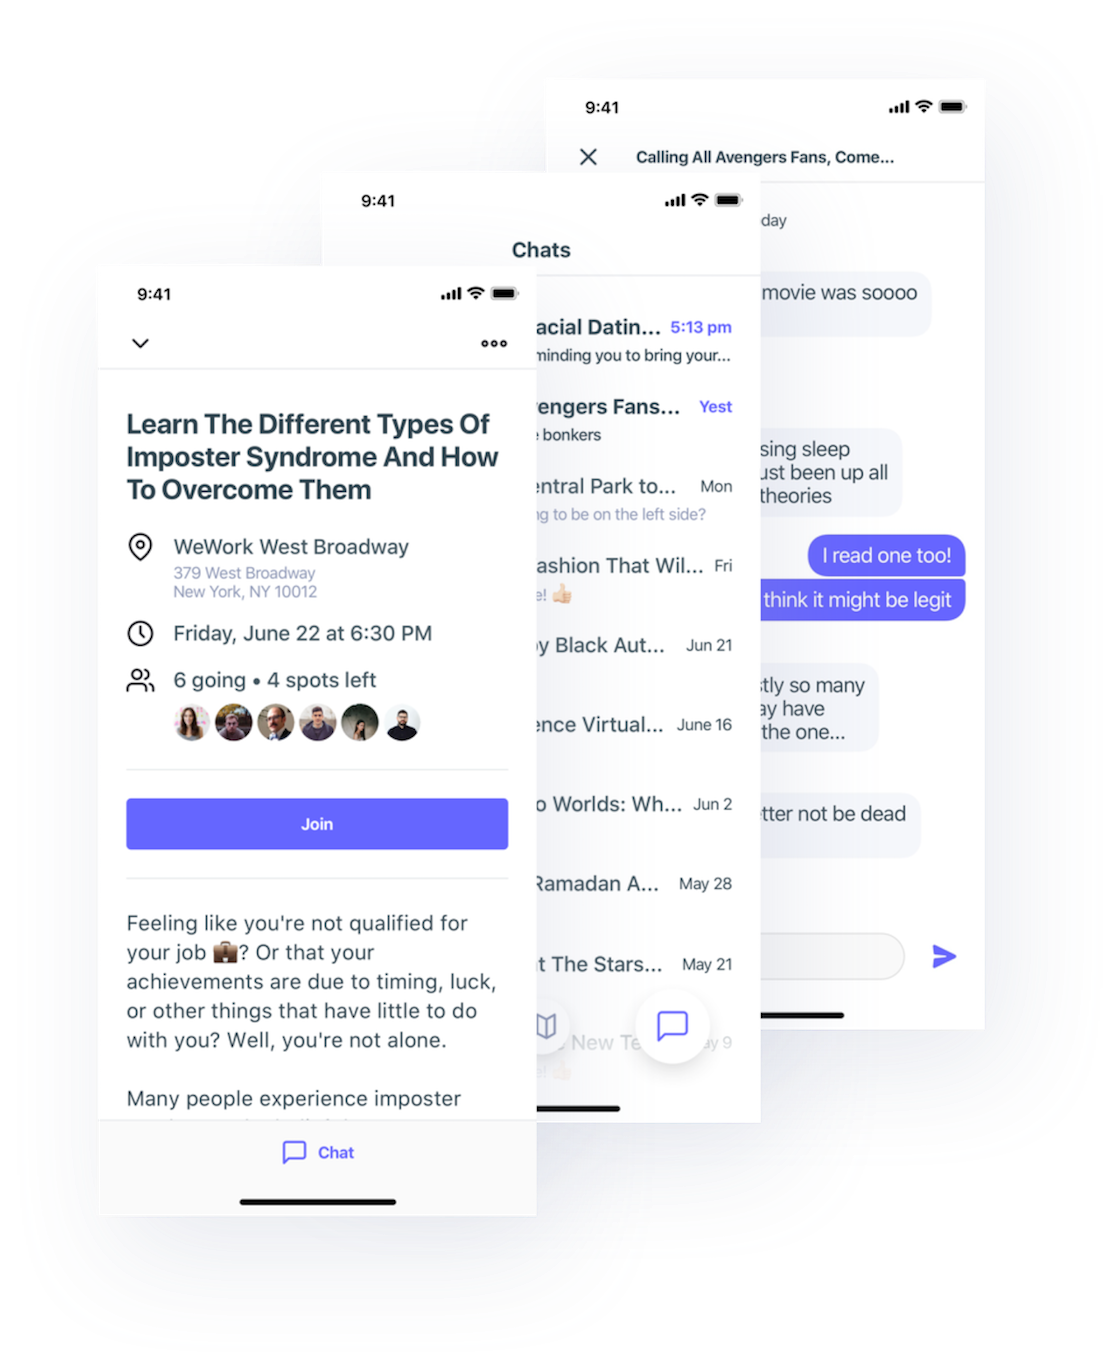 9:41
Calling All Avengers Fans, Come...
day
movie was soooo
sing sleep
ust been up all
theories
I read one too!
think it might be legit
stly so many
ay have
the one...
tter not be dead
9:41
Chats
acial Datin... 5:13 pm
minding you to bring your...
engers Fans... Yest
bonkers
entral Park to... Mon
ng to be on the left side?
ashion That Wil... Fri
e! 👍🏻
by Black Aut... Jun 21
ence Virtual... June 16
o Worlds: Wh... Jun 2
Ramadan A... May 28
t The Stars... May 21
New Te ay 9
9:41
Learn The Different Types Of
Imposter Syndrome And How
To Overcome Them
WeWork West Broadway
379 West Broadway
New York, NY 10012
Friday, June 22 at 6:30 PM
6 going • 4 spots left
Join
Feeling like you're not qualified for
your job 💼? Or that your
achievements are due to timing, luck,
or other things that have little to do
with you? Well, you're not alone.
Many people experience imposter
Chat